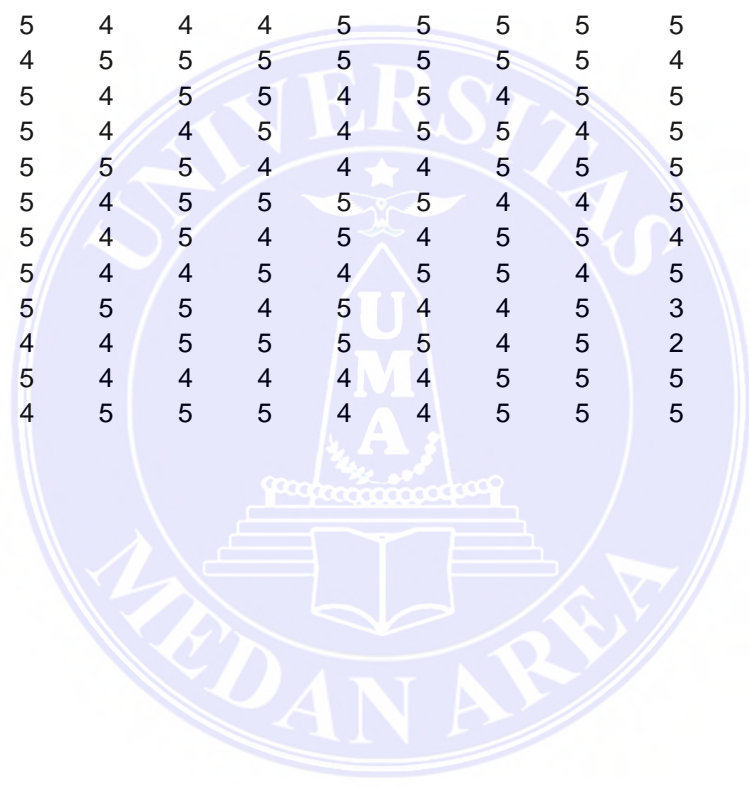 5 4 4 4 5 5 5 5 5
4 5 5 5 5 5 5 5 4
5 4 5 5 4 5 4 5 5
5 4 4 5 4 5 5 4 5
5 5 5 4 4 4 5 5 5
5 4 5 5 5 5 4 4 5
5 4 5 4 5 4 5 5 4
5 4 4 5 4 5 5 4 5
5 5 5 4 5 4 4 5 3
4 4 5 5 5 5 4 5 2
5 4 4 4 4 4 5 5 5
4 5 5 5 4 4 5 5 5
UNIVERSITAS
UMA
MEDAN AREA